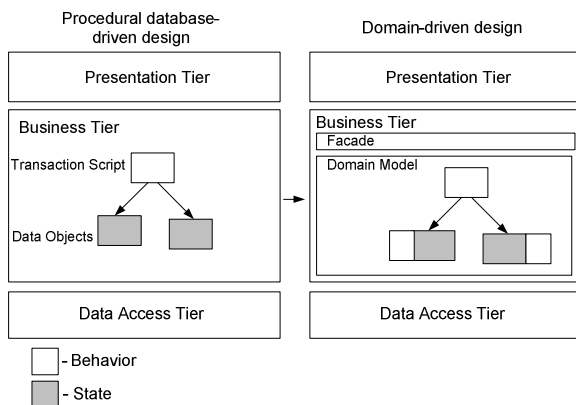 Procedural database-
driven design
Presentation Tier
Business Tier
Transaction Script
Data Objects
Data Access Tier
Domain-driven design
Presentation Tier
Business Tier
Facade
Domain Model
Data Access Tier
- Behavior
- State